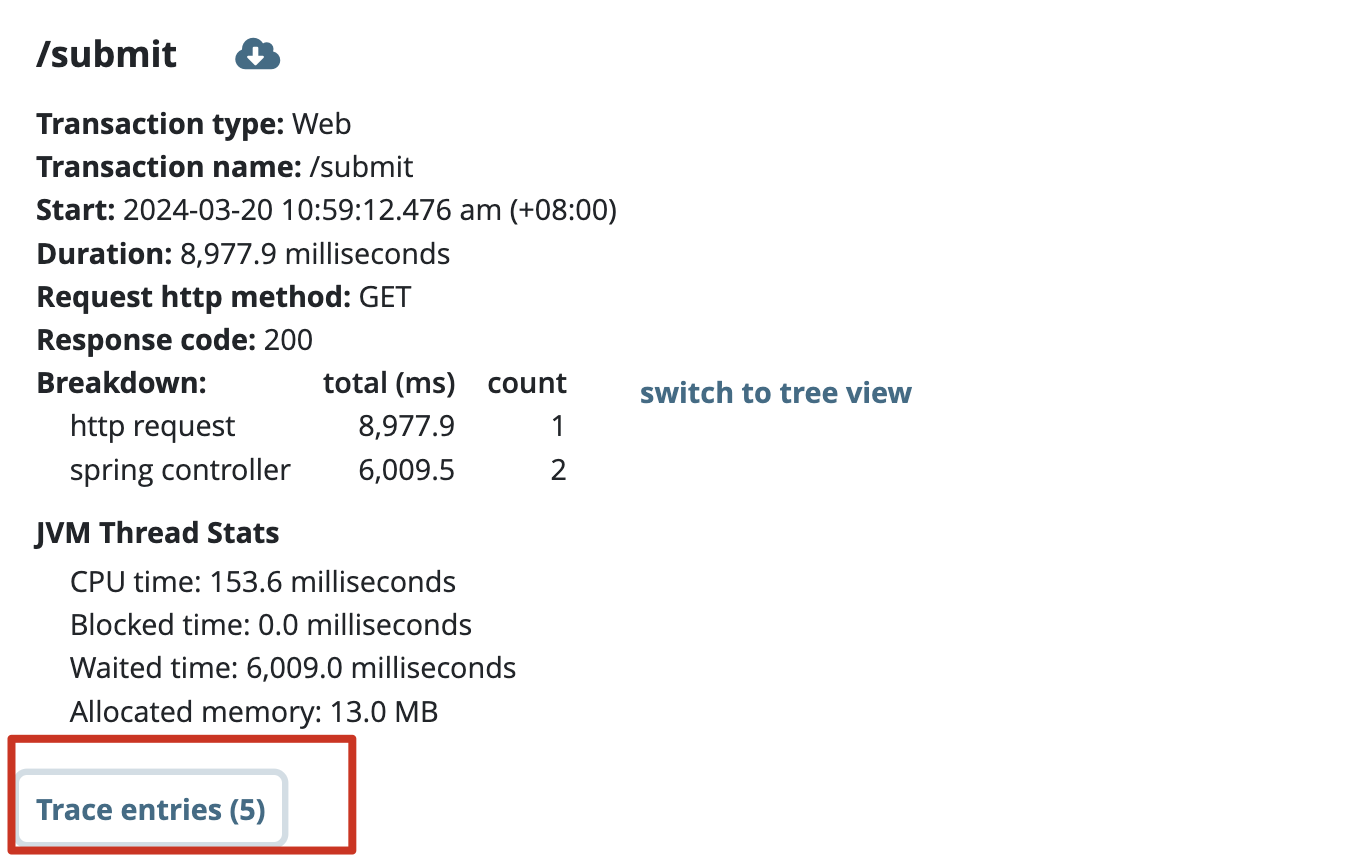 /submit
Transaction type: Web
Transaction name: /submit
Start: 2024-03-20 10:59:12.476 am (+08:00)
Duration: 8,977.9 milliseconds
Request http method: GET
Response code: 200
Breakdown: total (ms) count switch to tree view
http request 8,977.9 1
spring controller 6,009.5 2
JVM Thread Stats
CPU time: 153.6 milliseconds
Blocked time: 0.0 milliseconds
Waited time: 6,009.0 milliseconds
Allocated memory: 13.0 MB
Trace entries (5)